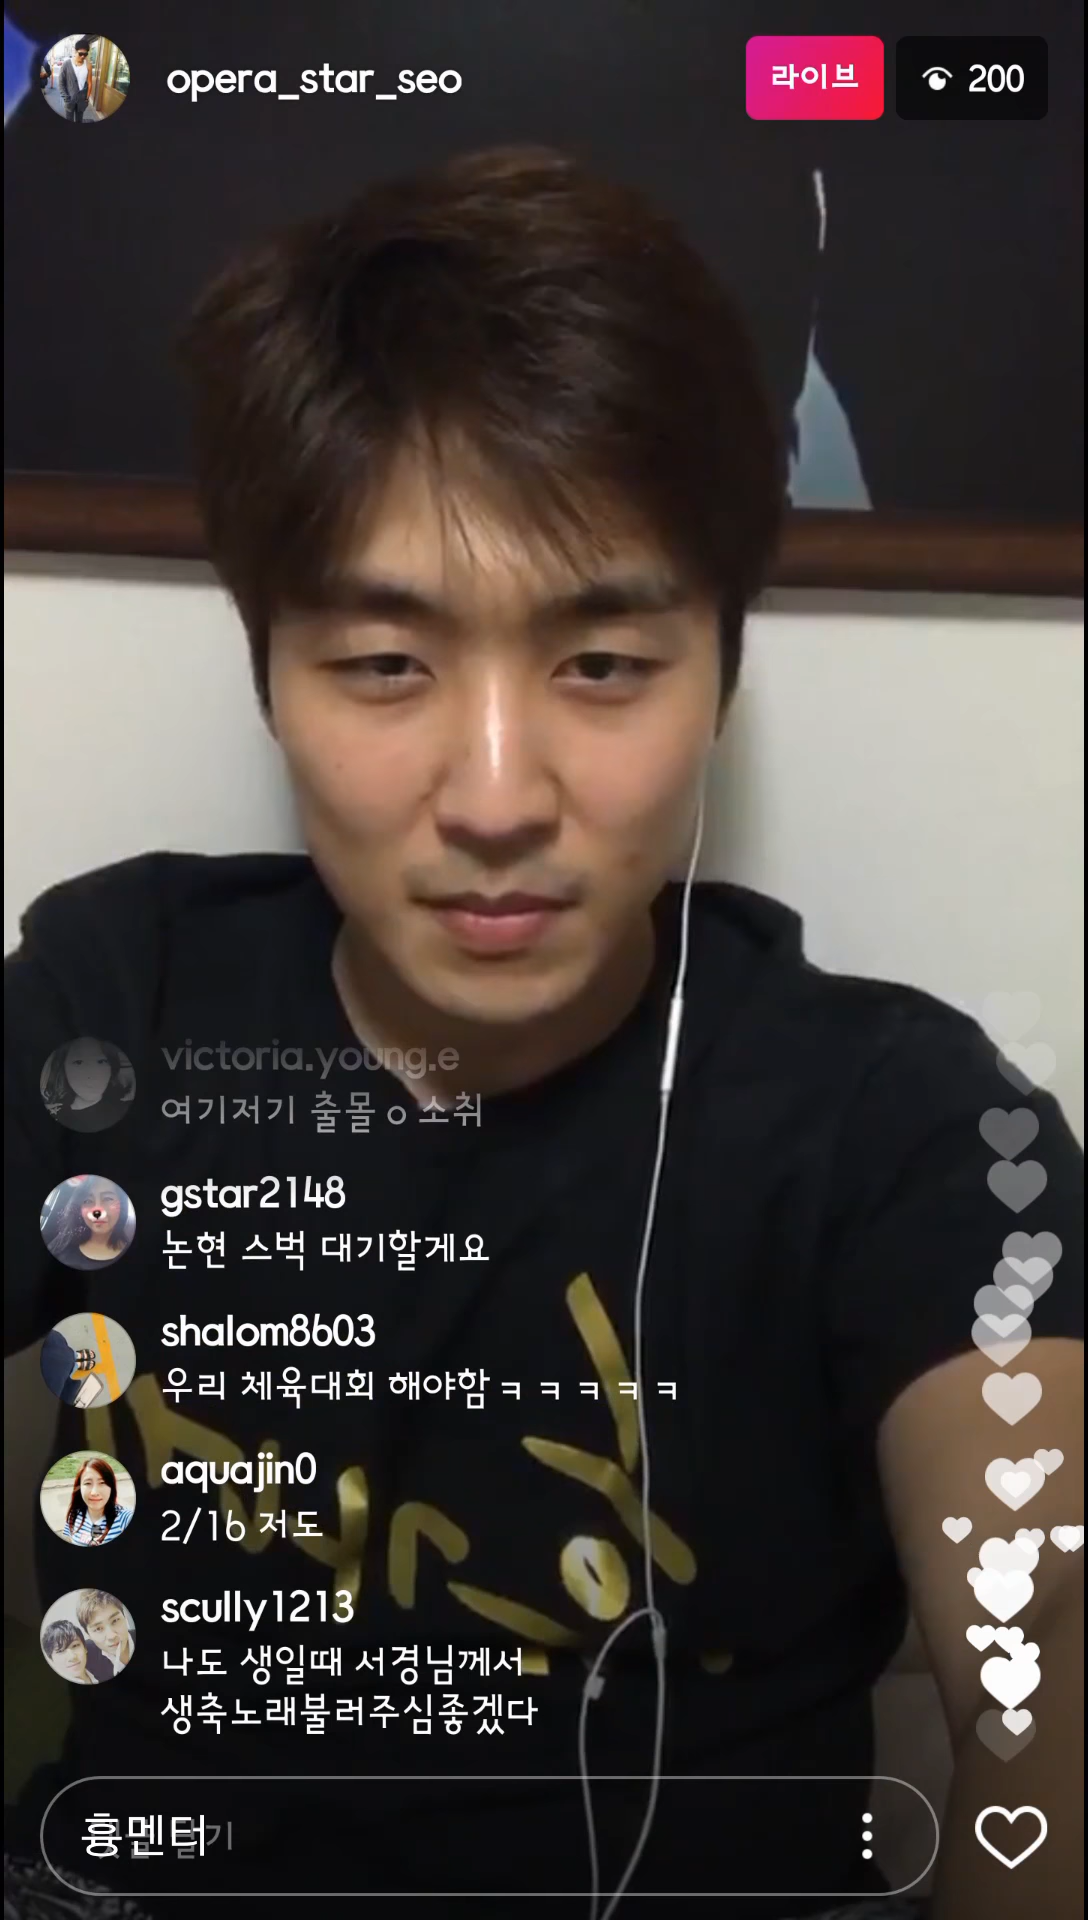 opera_star_seo
라이브
200
victoria.young.e
여기저기 출몰ㅇ소취
gstar2148
논현 스벅 대기할게요
shalom8603
우리 체육대회 해야함ㅋㅋㅋㅋㅋ
aquajin0
2/16 저도
scully1213
나도 생일때 서경님께서
생축노래불러주심좋겠다
흉멘터